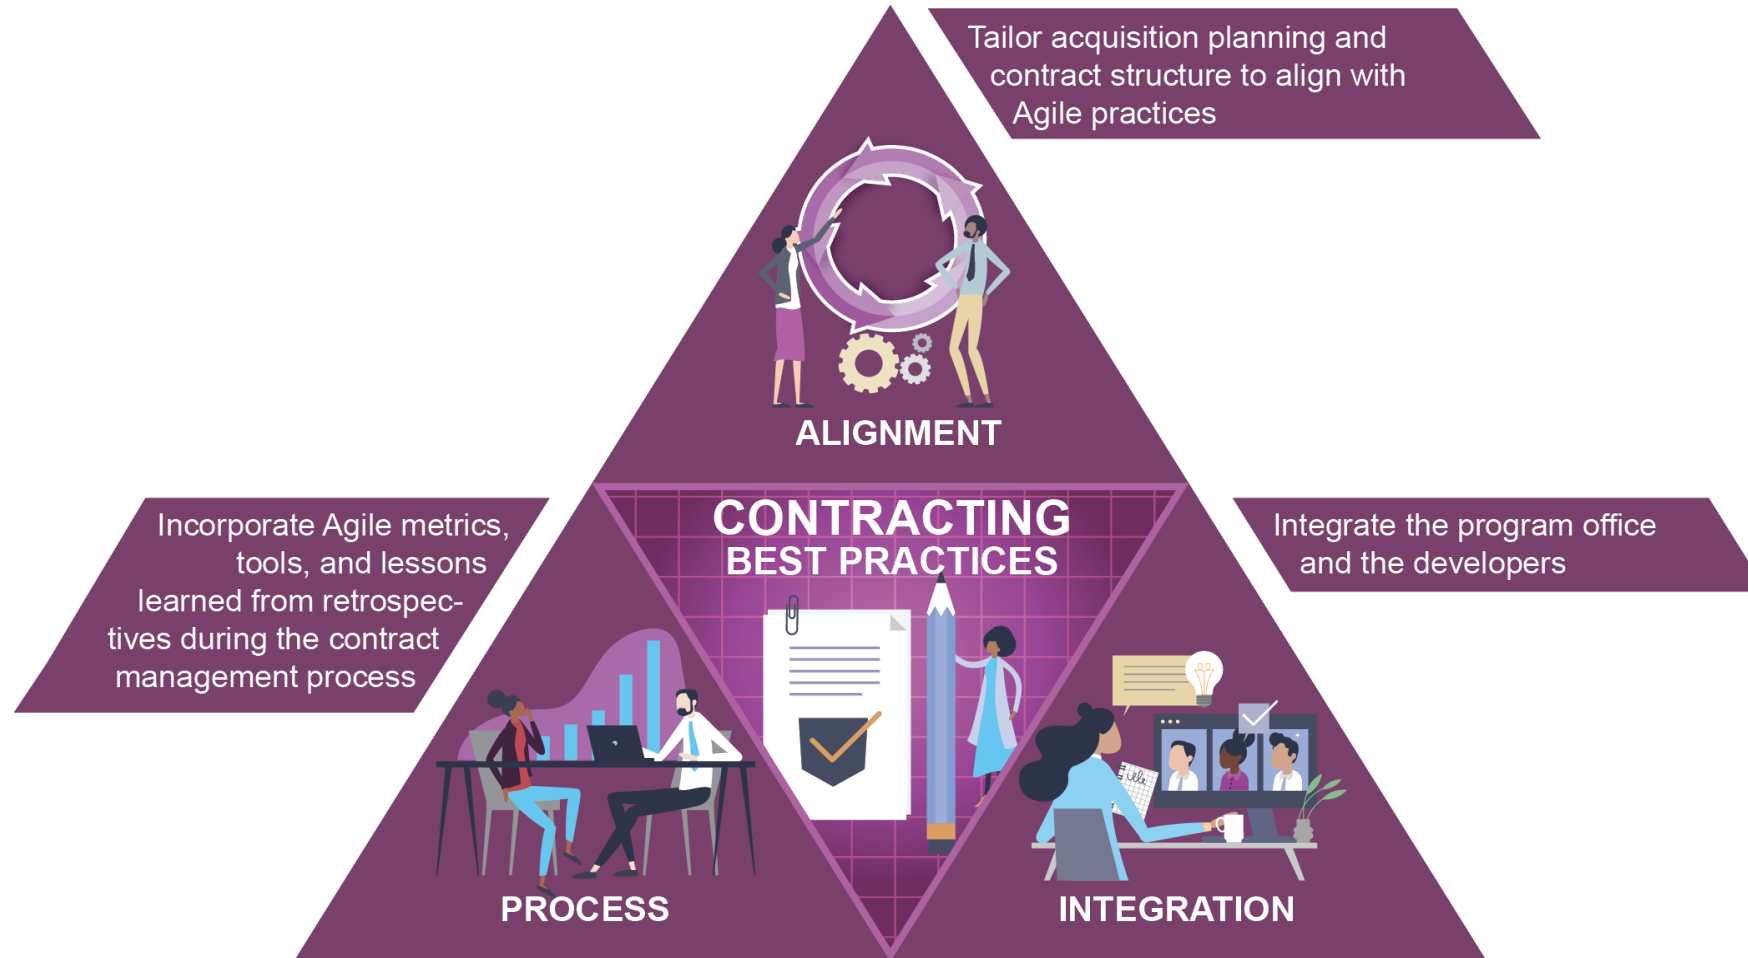 Tailor acquisition planning and
contract structure to align with
Agile practices
ALIGNMENT
CONTRACTING
BEST PRACTICES
Incorporate Agile metrics,
tools, and lessons
learned from retrospec-
tives during the contract
management process
Integrate the program office
and the developers
PROCESS
INTEGRATION